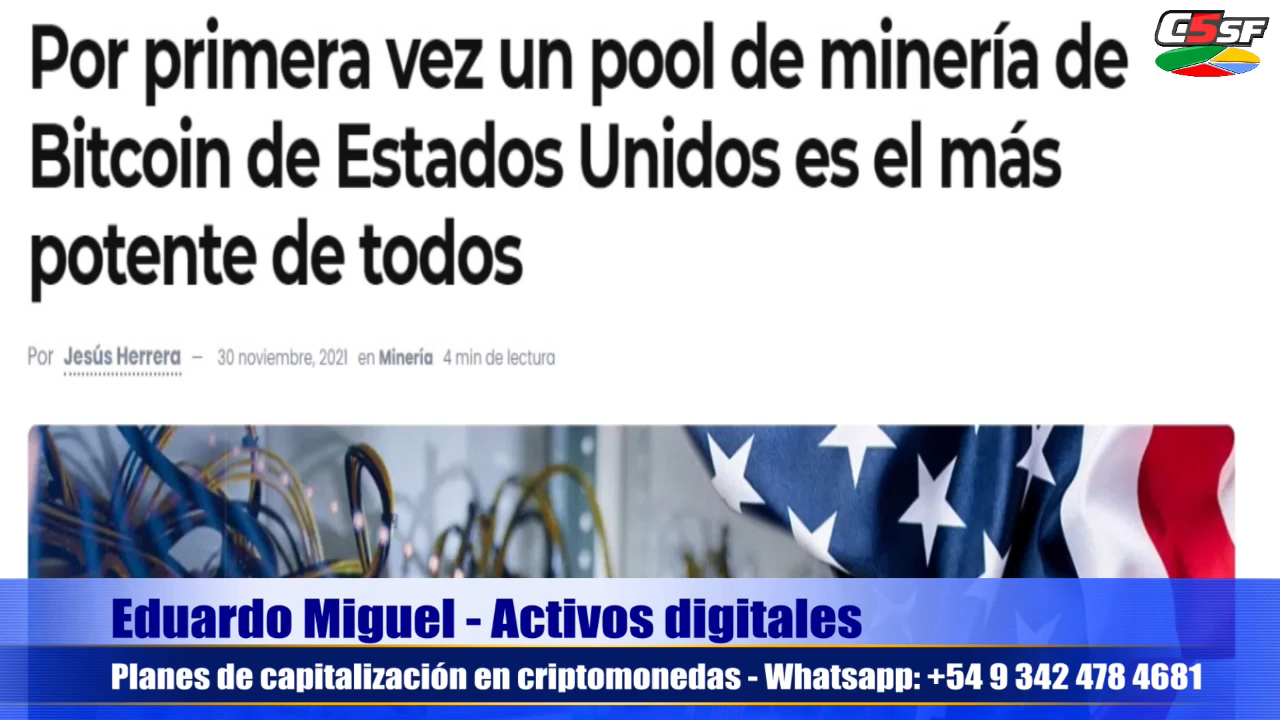 C5SF
Por primera vez un pool de minería de
Bitcoin de Estados Unidos es el más
potente de todos
Por Jesús Herrera – 30 noviembre, 2021 en Minería 4 min de lectura
Eduardo Miguel - Activos digitales
Planes de capitalización en criptomonedas - Whatsapp: +54 9 342 478 4681